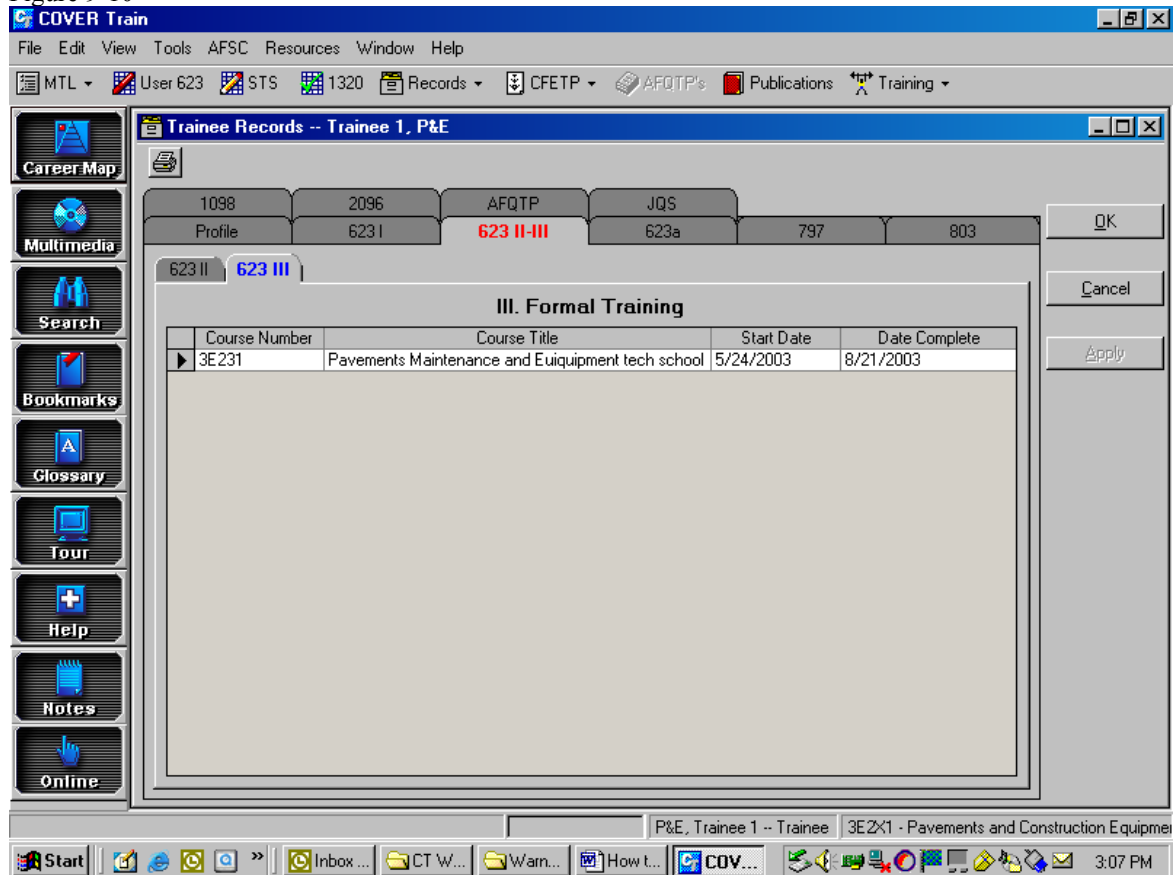 COVER Train
File Edit View Tools AFSC Resources Window Help
MTL User 623 STS 1320 Records CFETP AFQTP's Publications Training
Career Map
Multimedia
Search
Bookmarks
Glossary
Tour
Help
Notes
Online
Trainee Records -- Trainee 1, P&E
1098 2096 AFQTP JQS
Profile 623 I 623 II-III 623a 797 803
623 II 623 III
III. Formal Training
Course Number Course Title Start Date Date Complete
3E231 Pavements Maintenance and Euiquipment tech school 5/24/2003 8/21/2003
OK
Cancel
Apply
P&E, Trainee 1 -- Trainee 3E2X1 - Pavements and Construction Equipme
Start » Inbox ... CT W... Warn... How t... COV... 3:07 PM